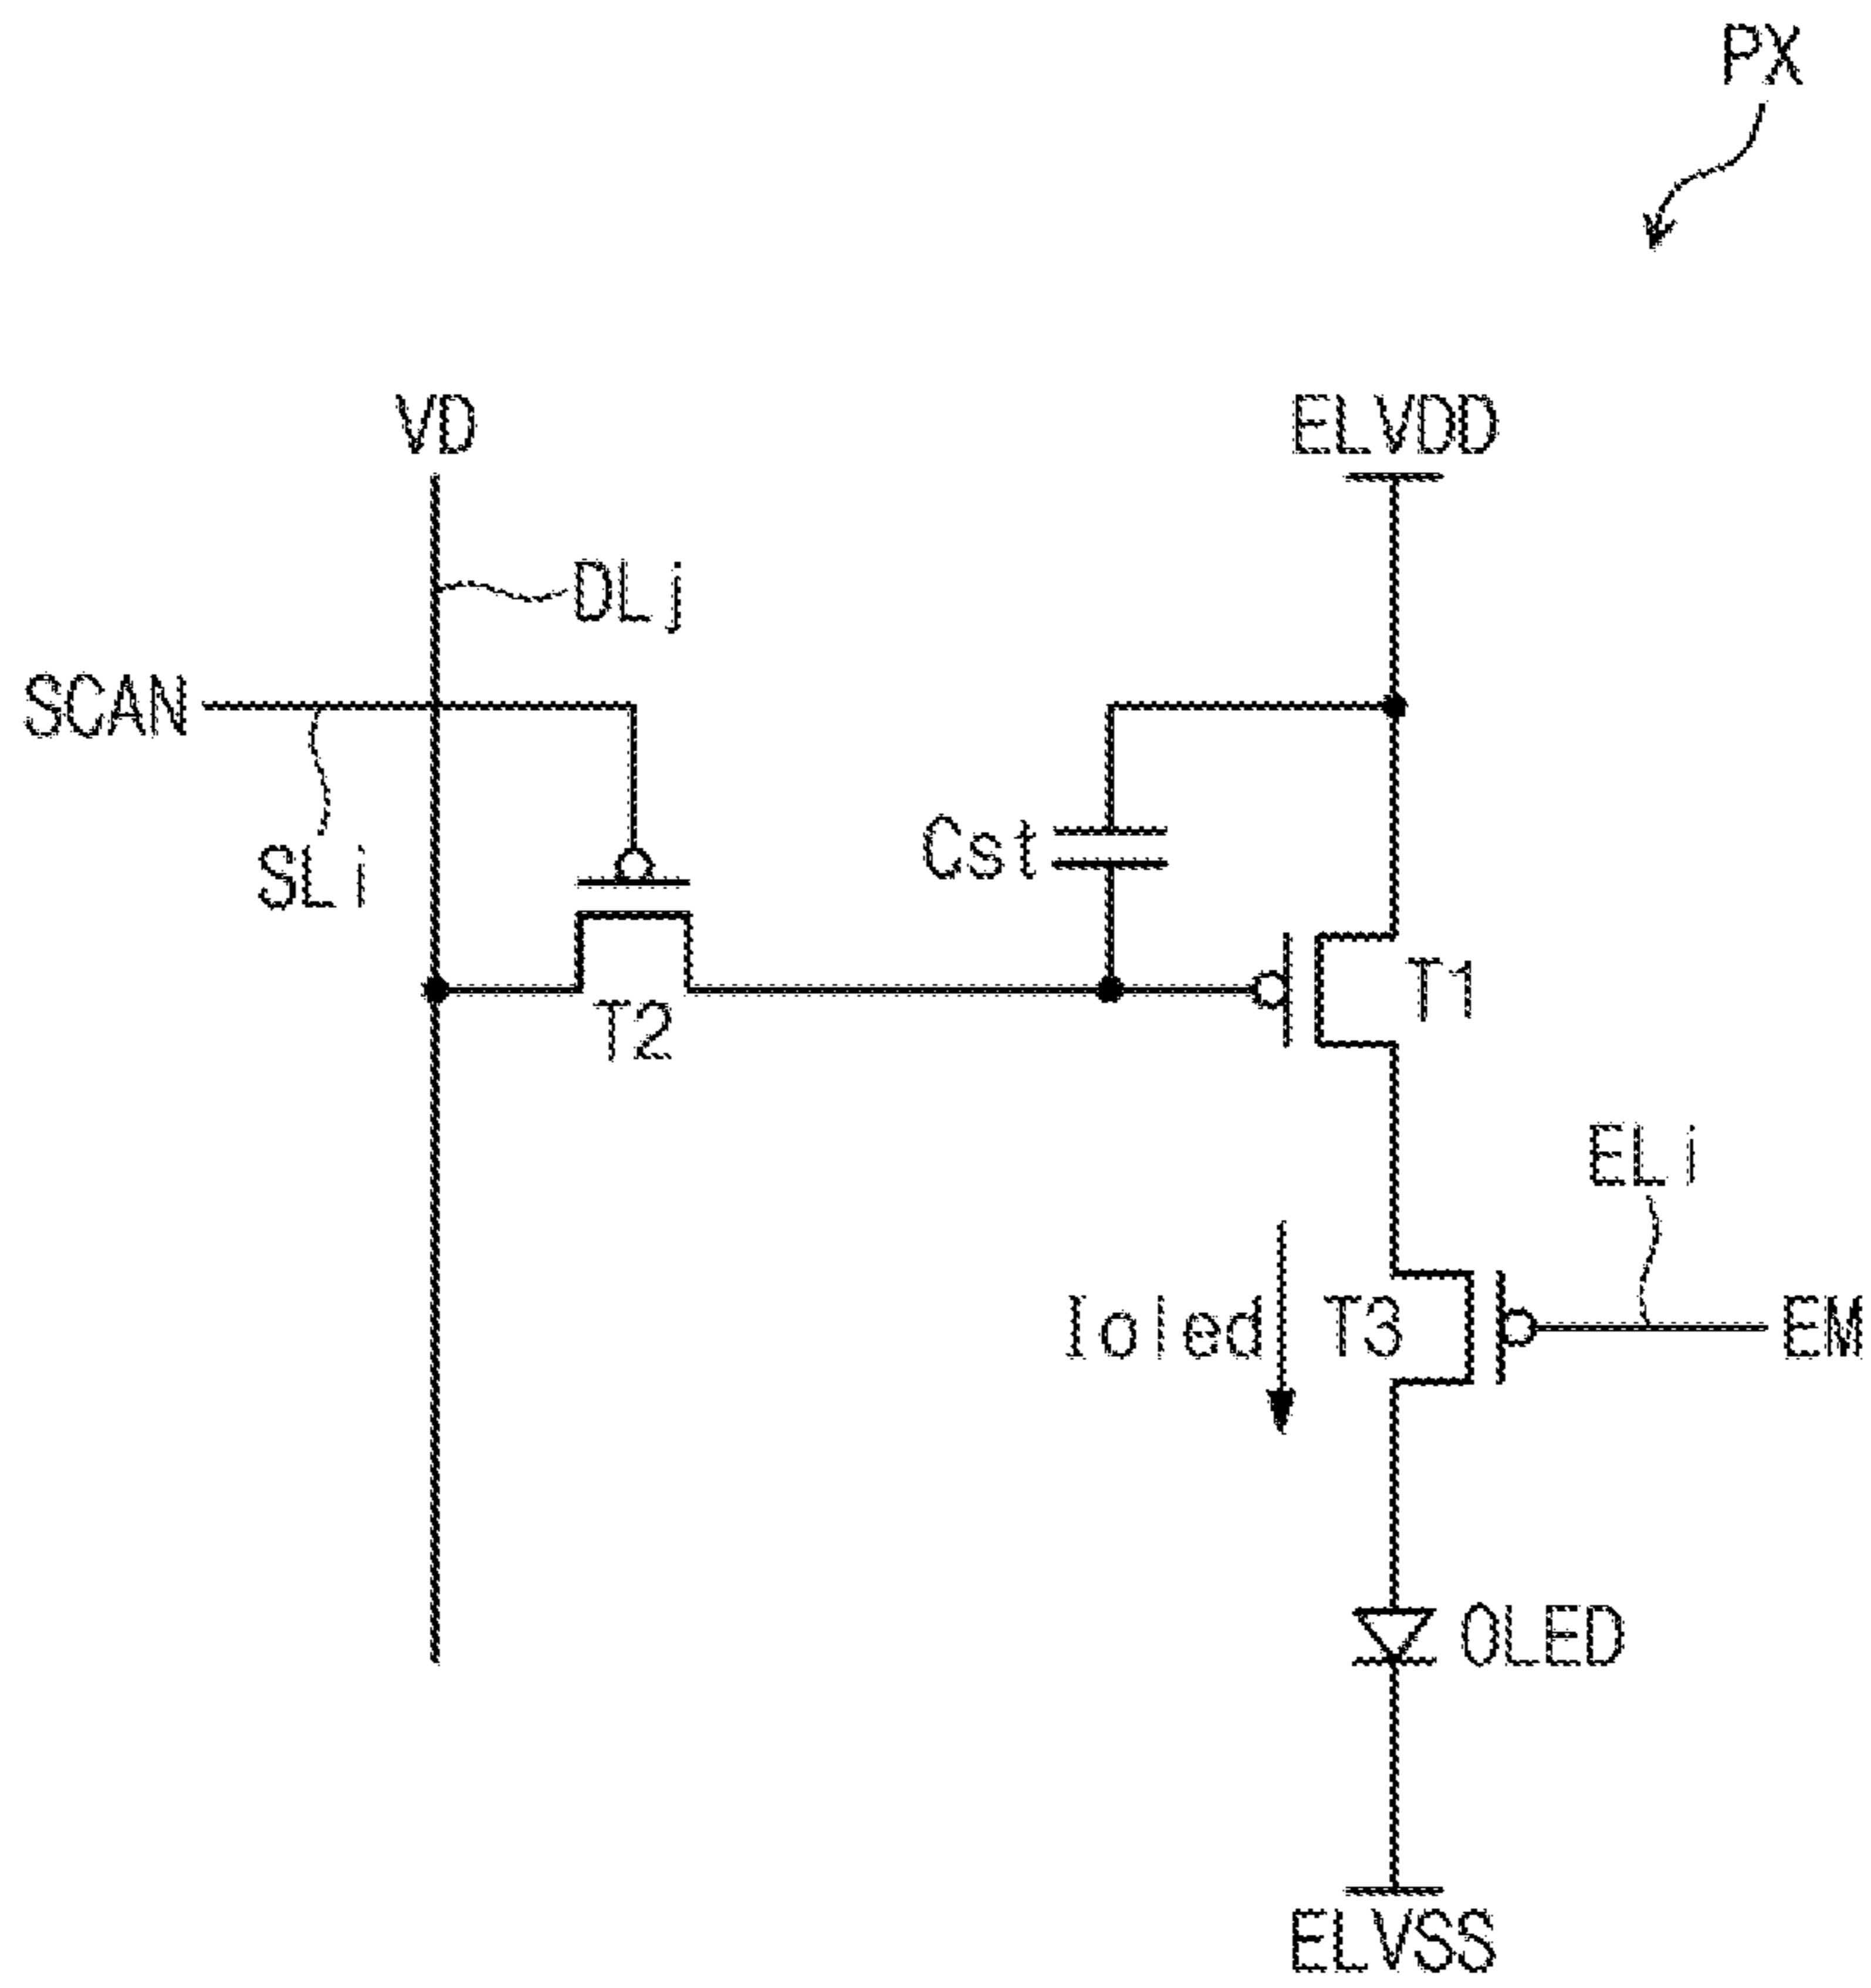 PX
VD
ELVDD
DLj
SCAN
SLi
Cst
T1
T2
ELi
Ioled
T3
EM
OLED
ELVSS